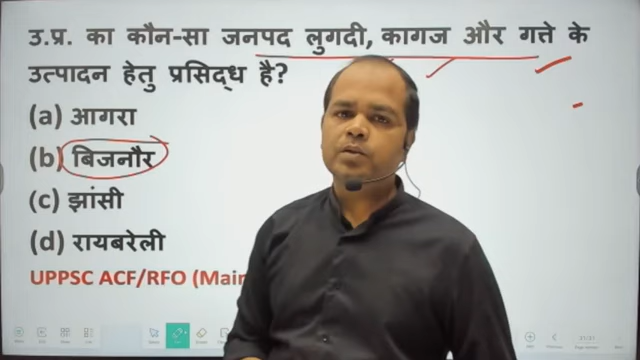 उ.प्र. का कौन-सा जनपद लुगदी, कागज और गत्ते के
उत्पादन हेतु प्रसिद्ध है?
(a) आगरा
(b) बिजनौर
(c) झांसी
(d) रायबरेली
UPPSC ACF/RFO (Main